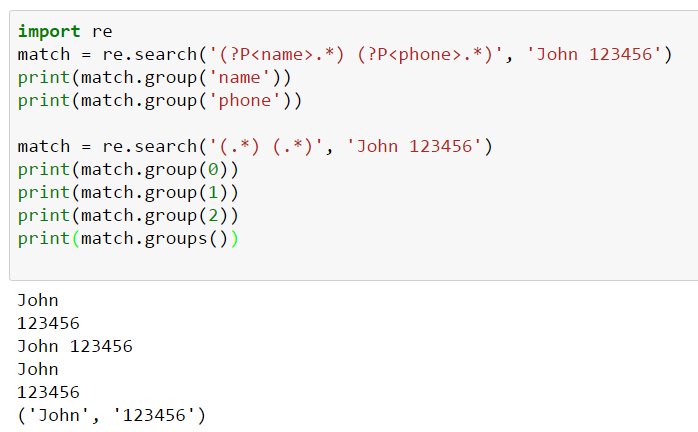 import re
match = re.search('(?P<name>.*) (?P<phone>.*)', 'John 123456')
print(match.group('name'))
print(match.group('phone'))
match = re.search('(.*) (.*)', 'John 123456')
print(match.group(0))
print(match.group(1))
print(match.group(2))
print(match.groups())
John
123456
John 123456
John
123456
('John', '123456')